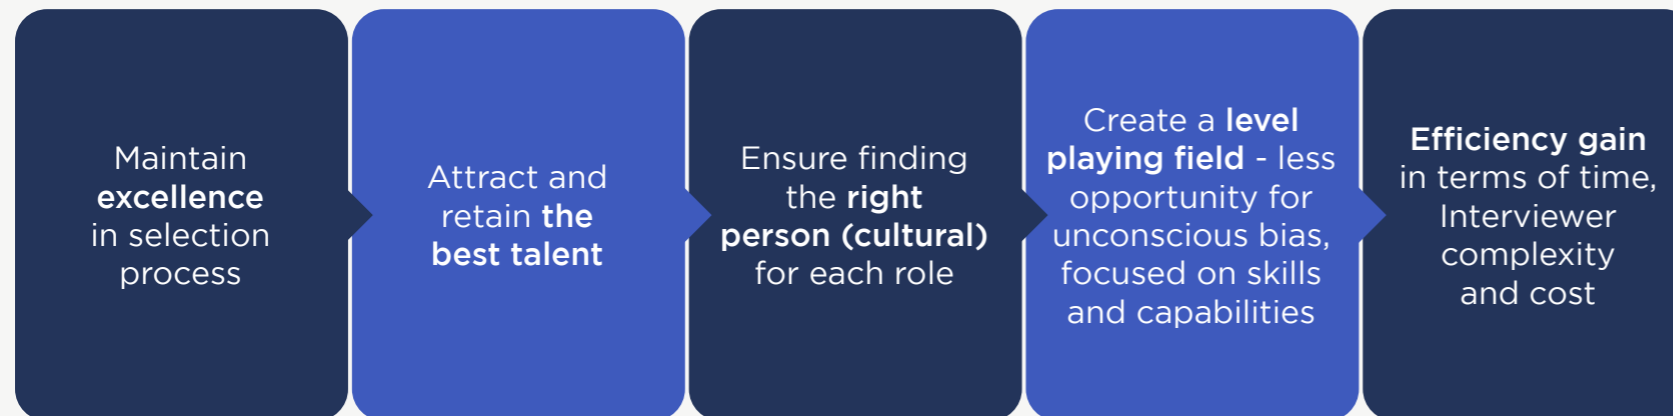 Maintain
excellence
in selection
process
Attract and
retain the
best talent
Ensure finding
the right
person (cultural)
for each role
Create a level
playing field - less
opportunity for
unconscious bias,
focused on skills
and capabilities
Efficiency gain
in terms of time,
Interviewer
complexity
and cost